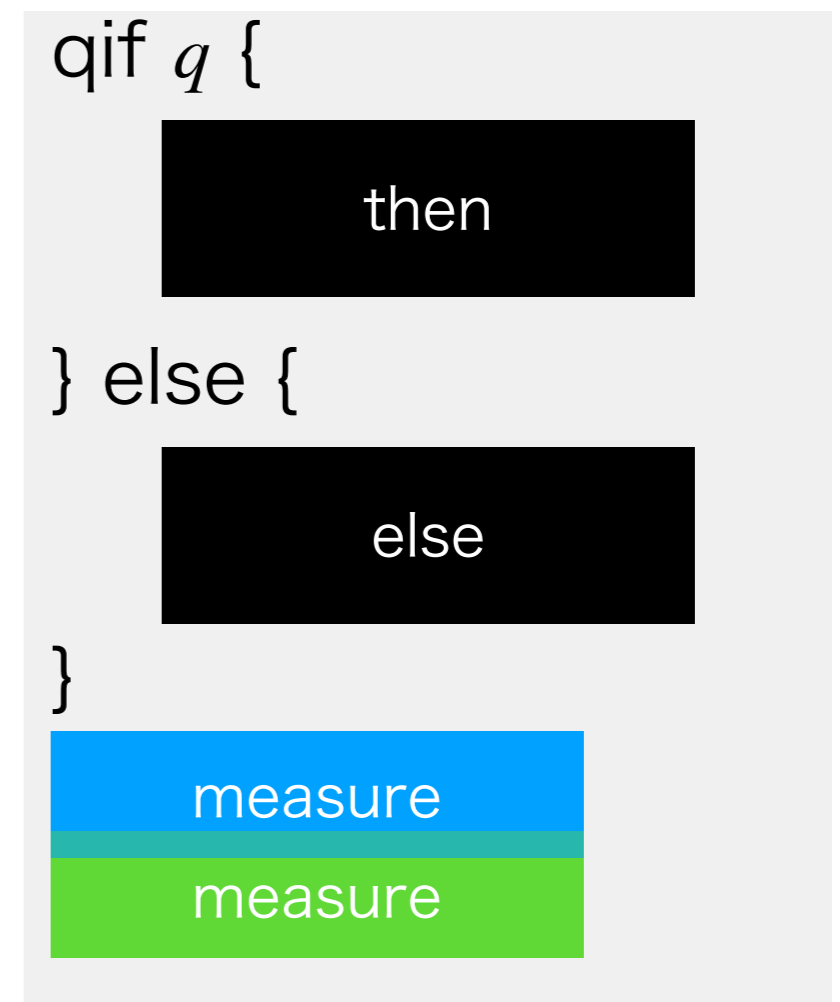 qif q {
then
} else {
else
}
measure
measure